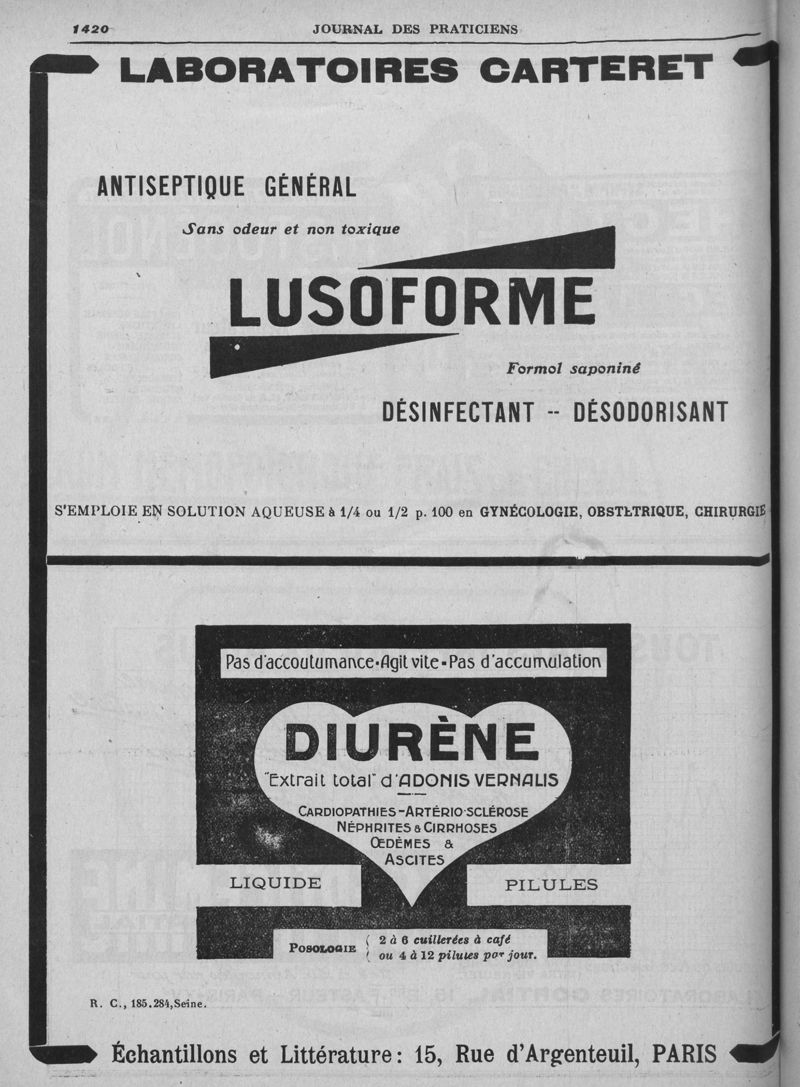 1420
JOURNAL DES PRATICIENS
LABORATOIRES CARTERET
ANTISEPTIQUE GÉNÉRAL
Sans odeur et non toxique
LUSOFORME
Formol saponiné
DÉSINFECTANT -- DÉSODORISANT
S'EMPLOIE EN SOLUTION AQUEUSE à 1/4 ou 1/2 p. 100 en GYNÉCOLOGIE, OBSTÉTRIQUE, CHIRURGIE
Pas d'accoutumance-Agit vite-Pas d'accumulation
DIURÈNE
"Extrait total" d'ADONIS VERNALIS
CARDIOPATHIES-ARTÉRIO-SCLÉROSE
NÉPHRITES & CIRRHOSES
ŒDÈMES &
ASCITES
LIQUIDE
PILULES
POSOLOGIE
2 à 6 cuillerées à café
ou 4 à 12 pilules par jour.
R. C., 185.284, Seine.
Échantillons et Littérature: 15, Rue d'Argenteuil, PARIS